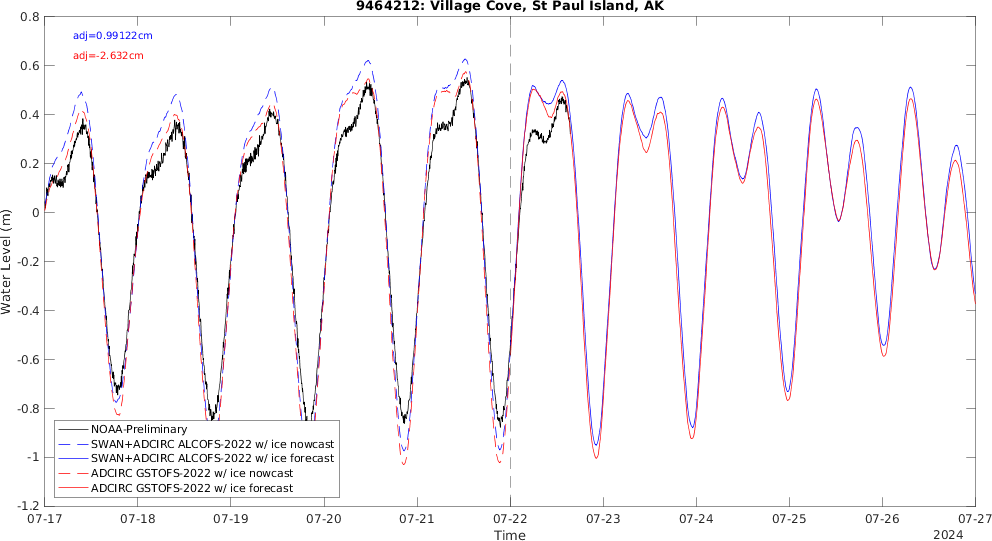 9464212: Village Cove, St Paul Island, AK
adj=0.99122cm
adj=-2.632cm
Water Level (m)
0.8
0.6
0.4
0.2
0
-0.2
-0.4
-0.6
-0.8
-1
-1.2
NOAA-Preliminary
SWAN+ADCIRC ALCOFS-2022 w/ ice nowcast
SWAN+ADCIRC ALCOFS-2022 w/ ice forecast
ADCIRC GSTOFS-2022 w/ ice nowcast
ADCIRC GSTOFS-2022 w/ ice forecast
07-17 07-18 07-19 07-20 07-21 07-22 07-23 07-24 07-25 07-26 07-27
Time
2024